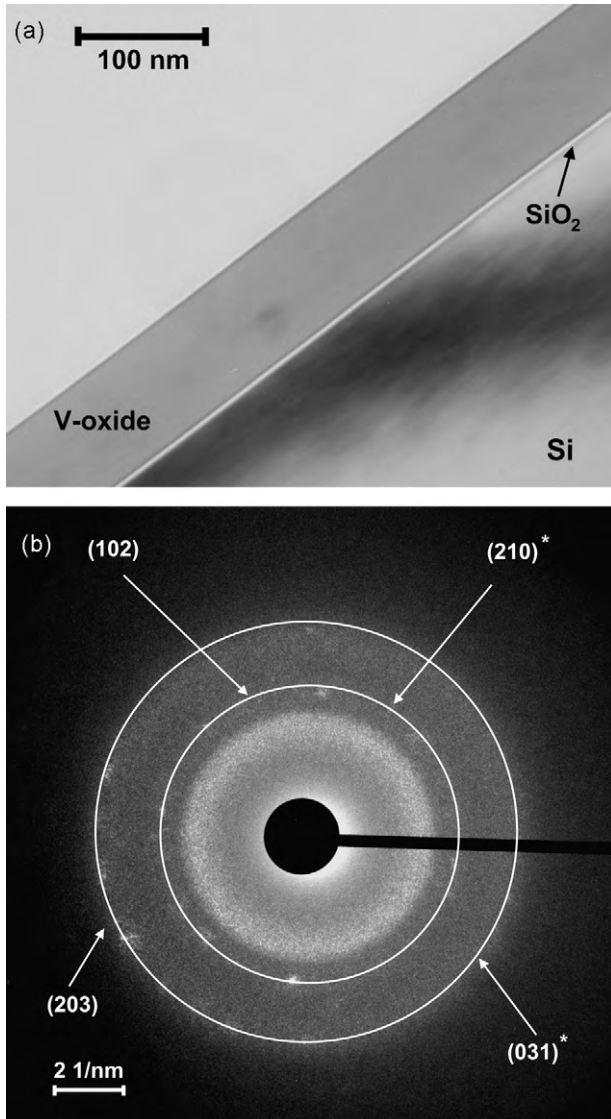 (a)
100 nm
SiO₂
V-oxide
Si
(b)
(102)
(210)*
(203)
(031)*
2 1/nm